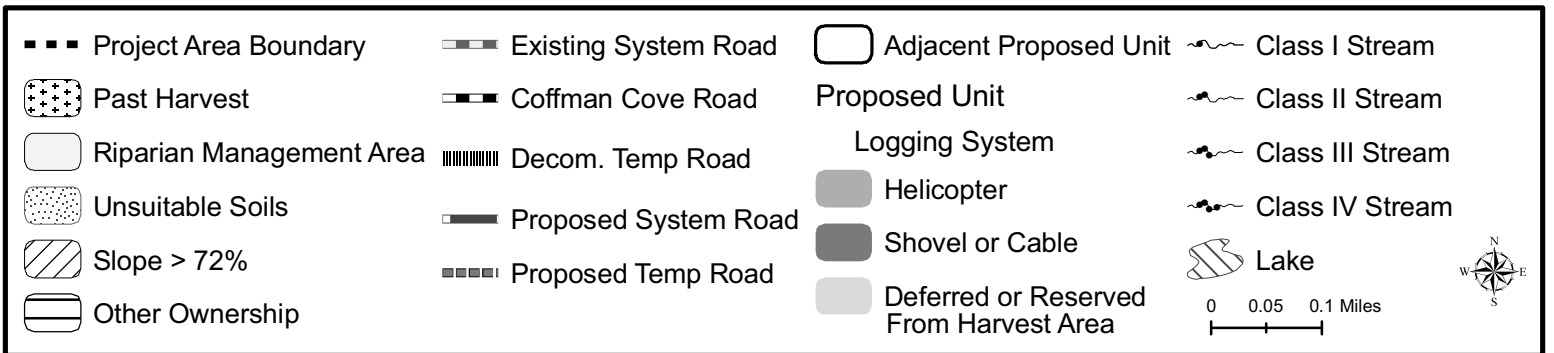 Project Area Boundary
Past Harvest
Riparian Management Area
Unsuitable Soils
Slope > 72%
Other Ownership
Existing System Road
Coffman Cove Road
Decom. Temp Road
Proposed System Road
Proposed Temp Road
Adjacent Proposed Unit
Proposed Unit
Logging System
Helicopter
Shovel or Cable
Deferred or Reserved
From Harvest Area
Class I Stream
Class II Stream
Class III Stream
Class IV Stream
Lake
0 0.05 0.1 Miles
N
W E
S